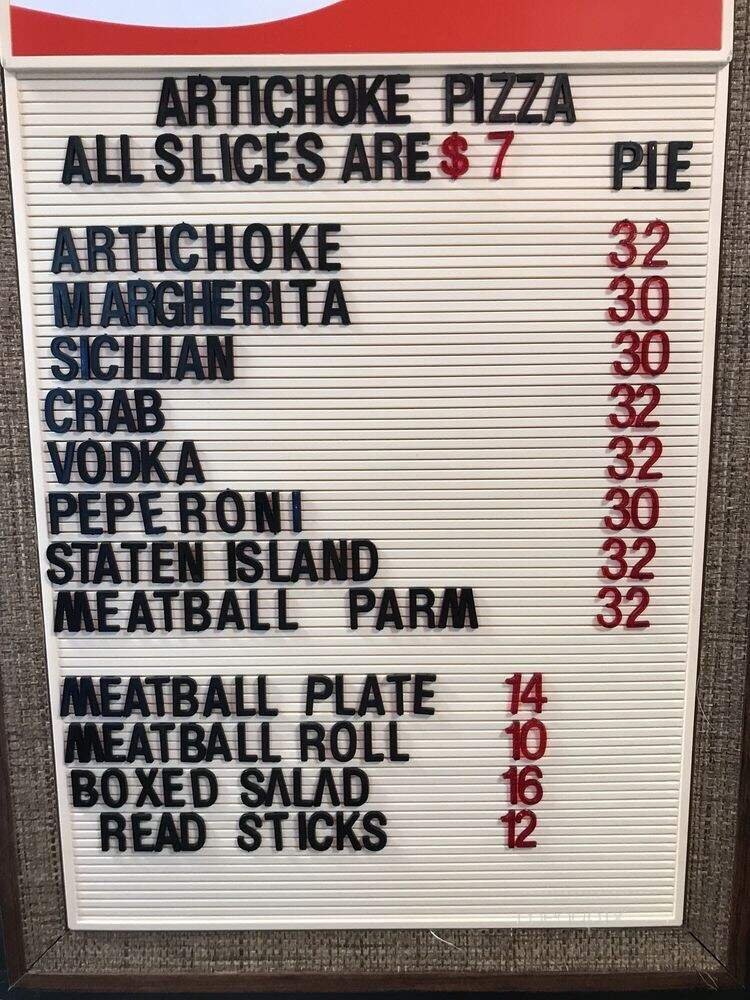 ARTICHOKE PIZZA
ALL SLICES ARE $7 PIE
ARTICHOKE 32
MARGHERITA 30
SICILIAN 30
CRAB 32
VODKA 32
PEPERONI 30
STATEN ISLAND 32
MEATBALL PARM 32
MEATBALL PLATE 14
MEATBALL ROLL 10
BOXED SALAD 16
READ STICKS 12